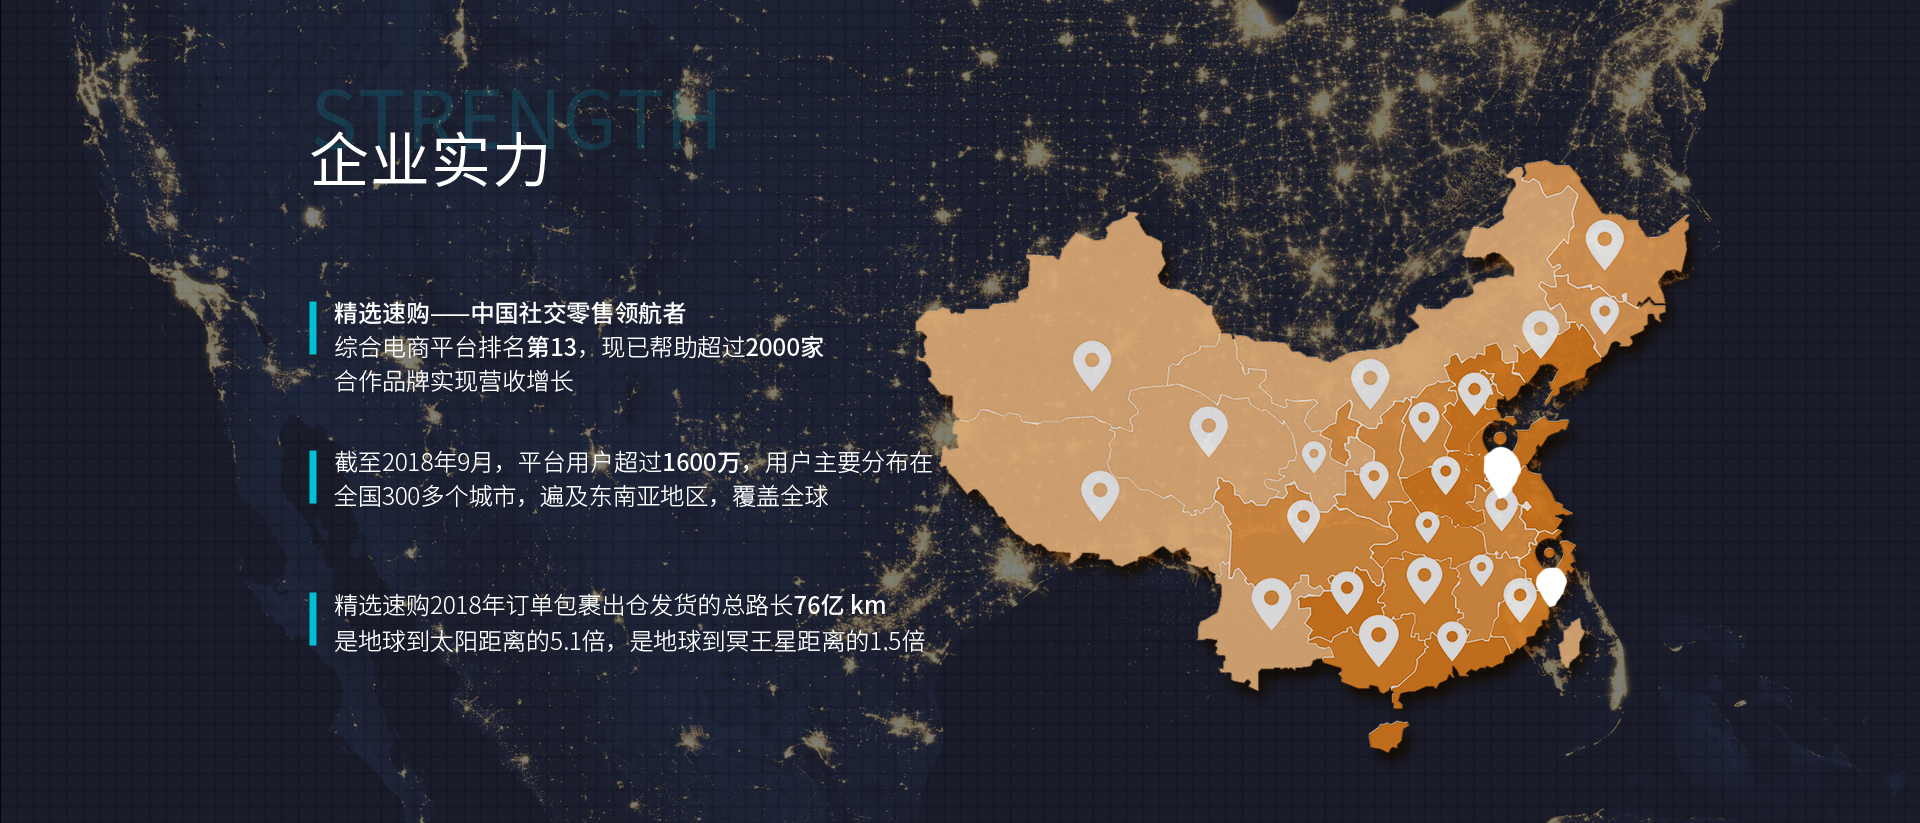 STRENGTH
企业实力
精选速购——中国社交零售领航者
综合电商平台排名第13，现已帮助超过2000家
合作品牌实现营收增长
截至2018年9月，平台用户超过1600万，用户主要分布在
全国300多个城市，遍及东南亚地区，覆盖全球
精选速购2018年订单包裹出仓发货的总路长76亿 km
是地球到太阳距离的5.1倍，是地球到冥王星距离的1.5倍